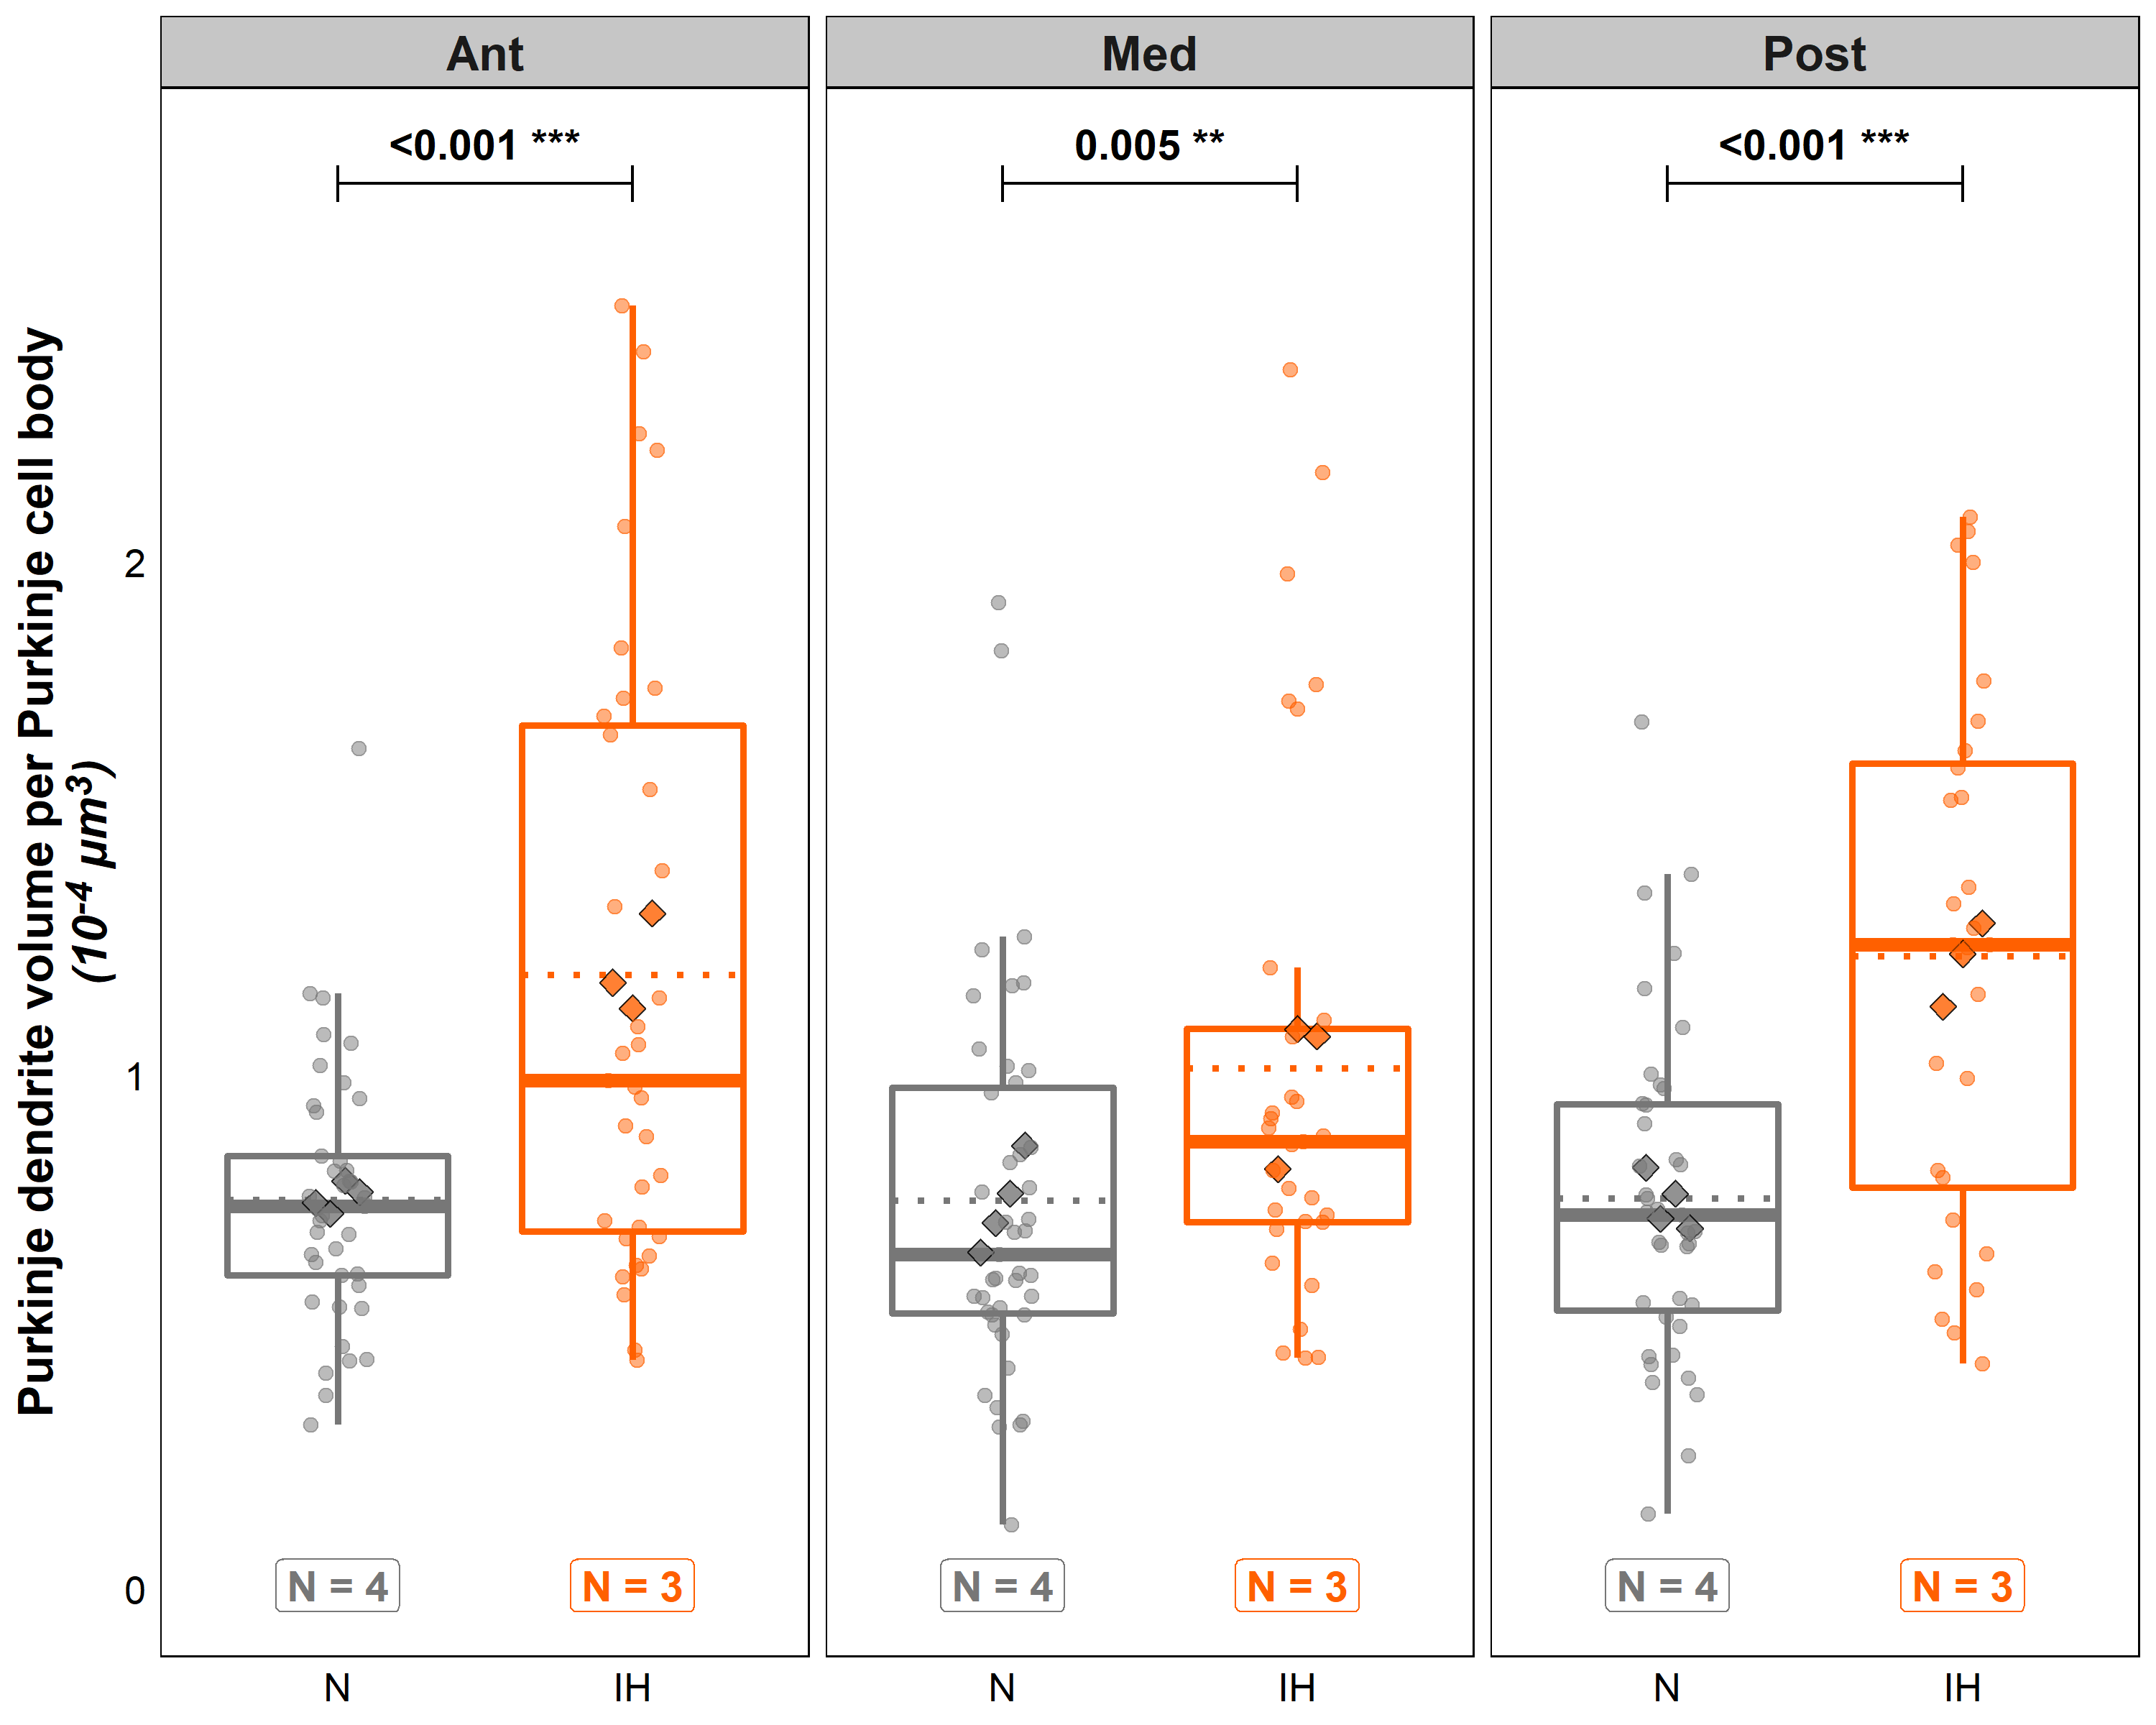 Ant
Med
Post
<0.001 ***
0.005 **
<0.001 ***
Purkinje dendrite volume per Purkinje cell body
(10⁻⁴ µm³)
2
1
0
N = 4
N = 3
N = 4
N = 3
N = 4
N = 3
N
IH
N
IH
N
IH